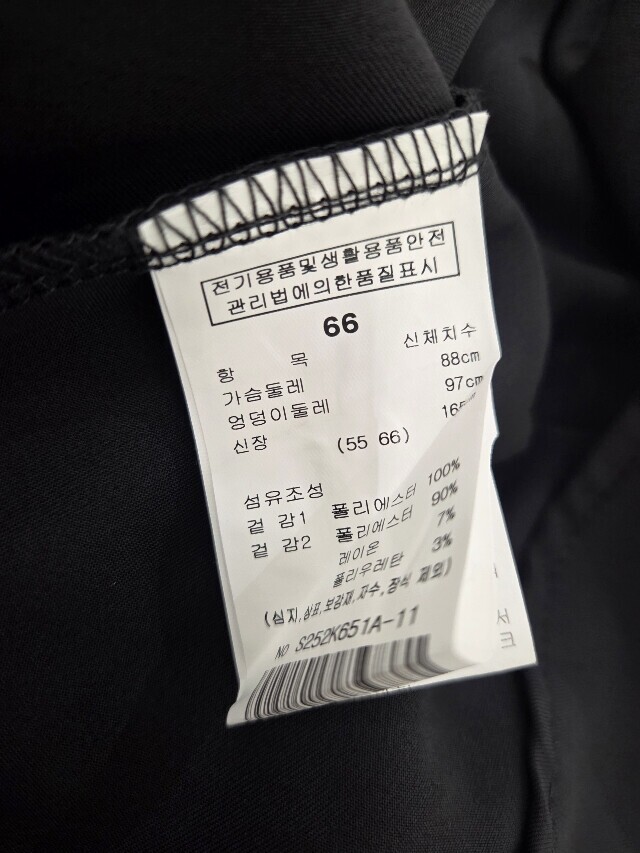 전기용품및생활용품안전
관리법에의한품질표시
66
항 목 신체치수
가슴둘레 88cm
엉덩이둘레 97cm
신장
(55 66)
섬유조성
겉 감1 폴리에스터 100%
겉 감2 폴리에스터 90%
레이온 7%
폴리우레탄 3%
(심지,상표,보강재,자수,장식 제외)
NO S252K651A-11